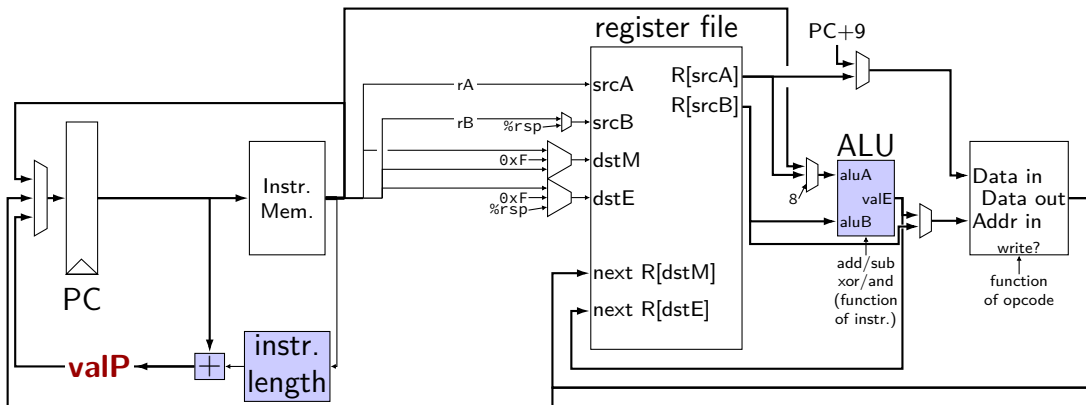 register file
PC+9
rA
srcA
R[srcA]
R[srcB]
rB
%rsp
srcB
0xF
dstM
0xF
dstE
%rsp
ALU
aluA
valE
aluB
8
Instr.
Mem.
Data in
Data out
Addr in
write?
add/sub
xor/and
(function
of instr.)
function
of opcode
PC
next R[dstM]
next R[dstE]
valP
+
instr.
length